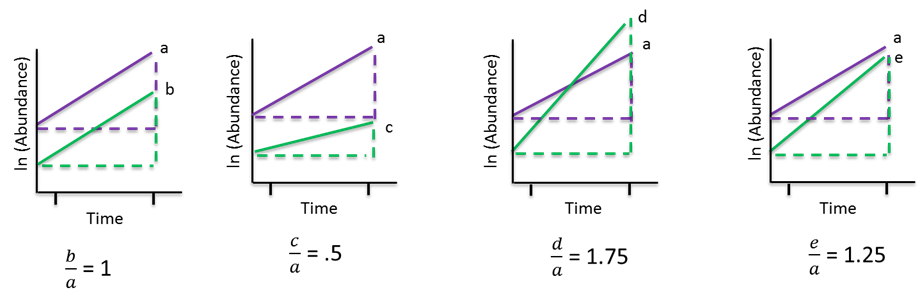 ln (Abundance)
a
b
Time
b/a = 1
ln (Abundance)
a
c
Time
c/a = .5
ln (Abundance)
d
a
Time
d/a = 1.75
ln (Abundance)
a
e
Time
e/a = 1.25